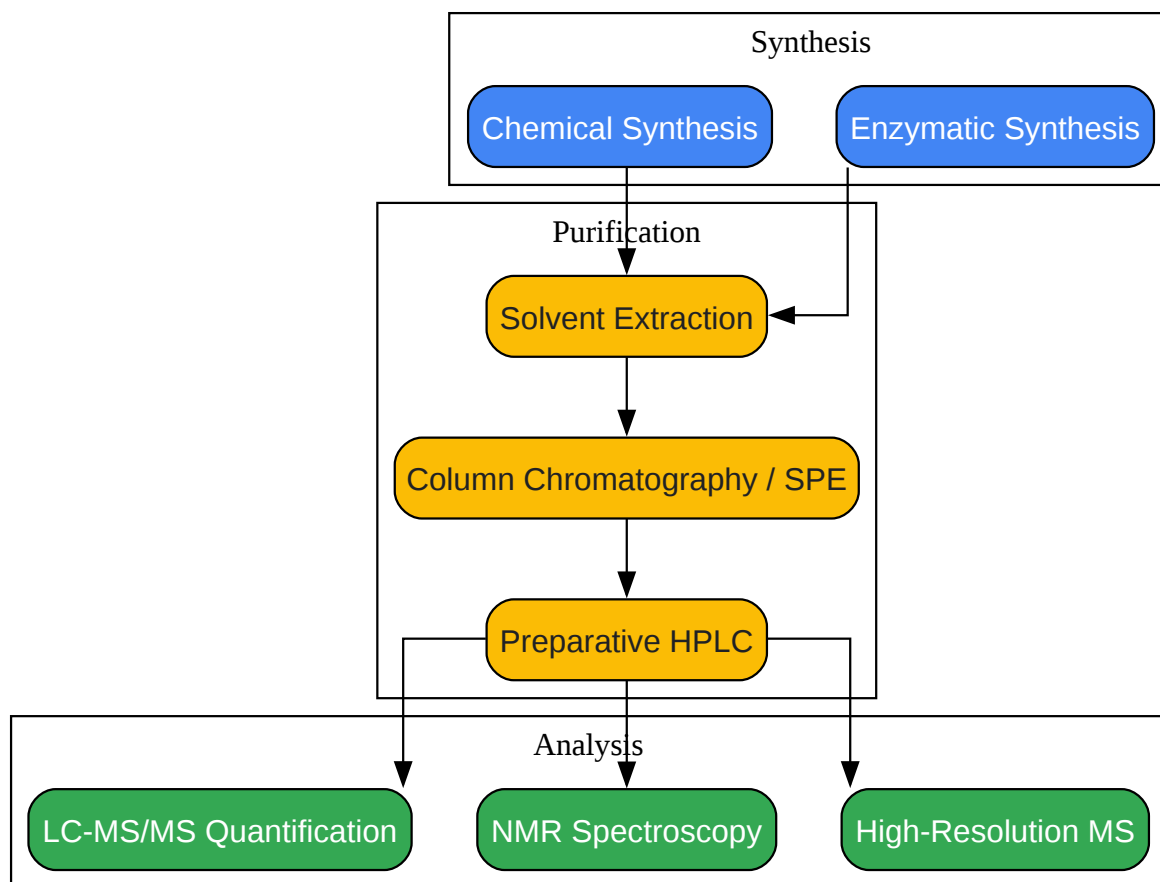 Synthesis
Chemical Synthesis
Enzymatic Synthesis
Purification
Solvent Extraction
Column Chromatography / SPE
Preparative HPLC
Analysis
LC-MS/MS Quantification
NMR Spectroscopy
High-Resolution MS